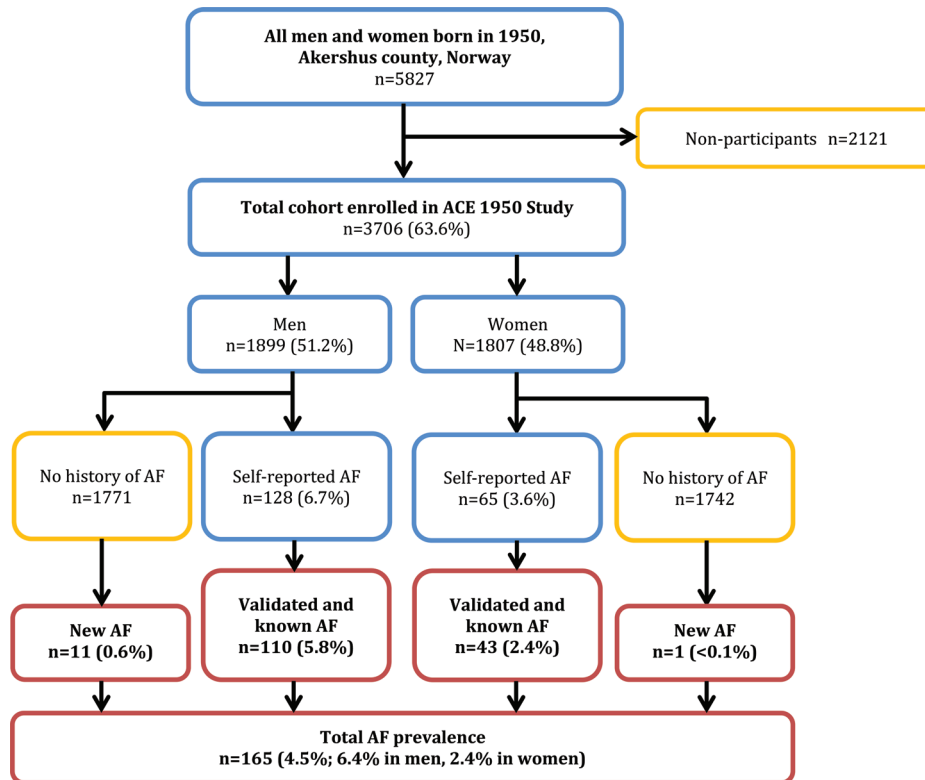 All men and women born in 1950,
Akershus county, Norway
n=5827
Non-participants n=2121
Total cohort enrolled in ACE 1950 Study
n=3706 (63.6%)
Men
n=1899 (51.2%)
Women
N=1807 (48.8%)
No history of AF
n=1771
Self-reported AF
n=128 (6.7%)
Self-reported AF
n=65 (3.6%)
No history of AF
n=1742
New AF
n=11 (0.6%)
Validated and
known AF
n=110 (5.8%)
Validated and
known AF
n=43 (2.4%)
New AF
n=1 (<0.1%)
Total AF prevalence
n=165 (4.5%; 6.4% in men, 2.4% in women)